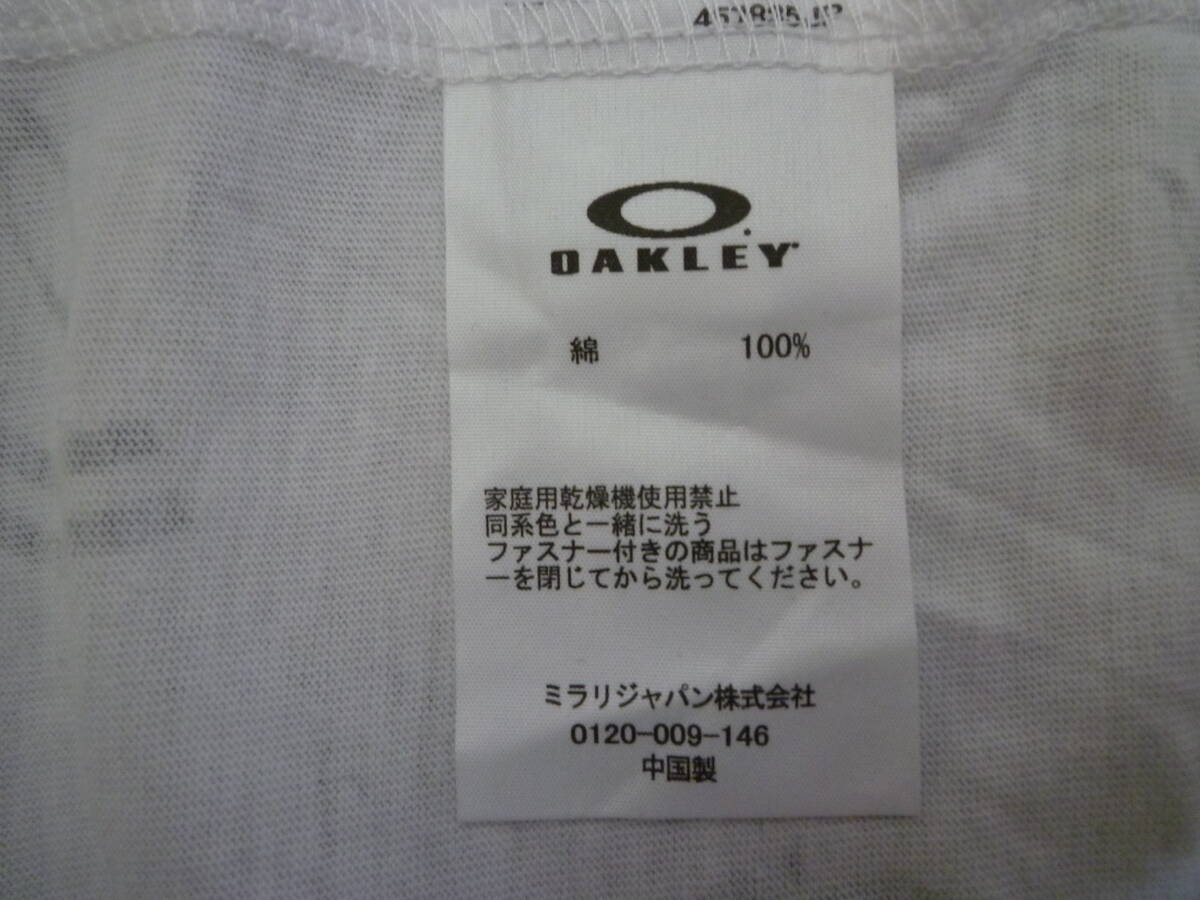 OAKLEY
綿 100%
家庭用乾燥機使用禁止
同系色と一緒に洗う
ファスナー付きの商品はファスナ
ーを閉じてから洗ってください。
ミラリジャパン株式会社
0120-009-146
中国製